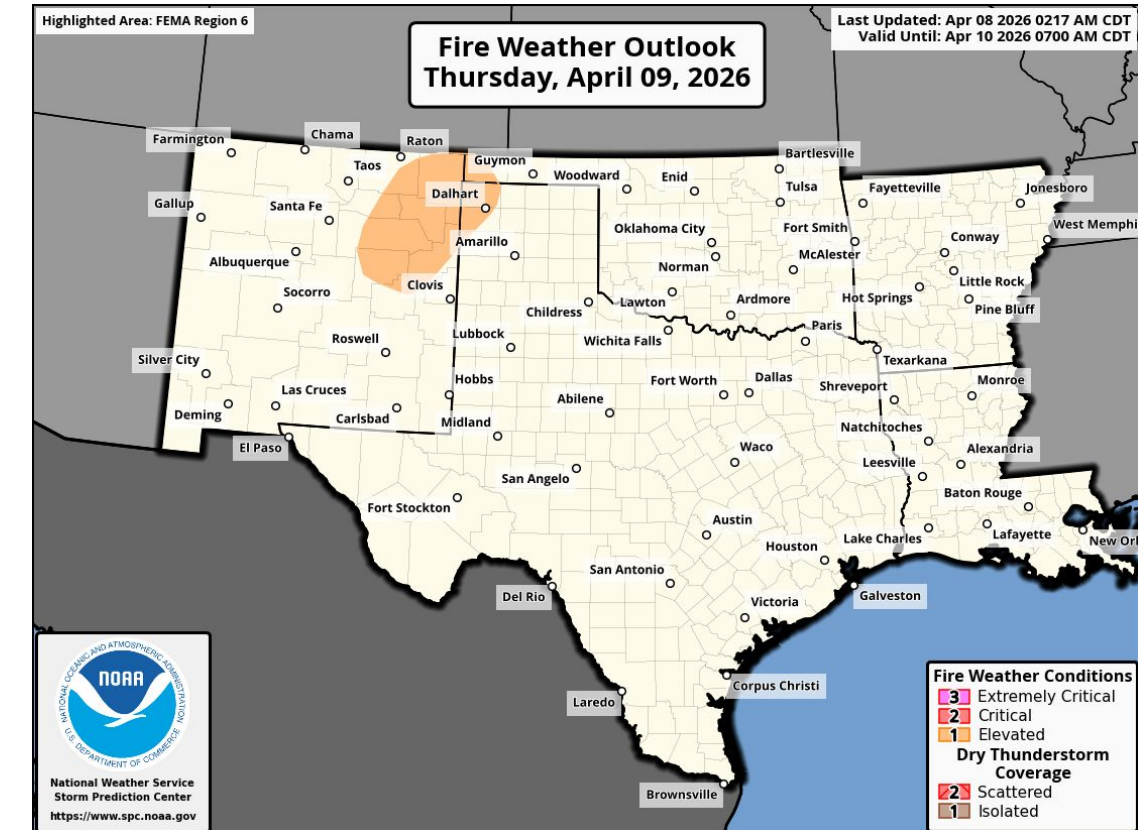 Highlighted Area: FEMA Region 6
Last Updated: Apr 08 2026 0217 AM CDT
Valid Until: Apr 10 2026 0700 AM CDT
Fire Weather Outlook
Thursday, April 09, 2026
Farmington
Chama
Raton
Taos
Guymon
Woodward
Enid
Bartlesville
Tulsa
Fayetteville
Jonesboro
Gallup
Santa Fe
Dalhart
Amarillo
Oklahoma City
Fort Smith
Conway
West Memphi
Albuquerque
Norman
McAlester
Little Rock
Socorro
Clovis
Childress
Lawton
Ardmore
Hot Springs
Pine Bluff
Roswell
Lubbock
Wichita Falls
Paris
Texarkana
Silver City
Las Cruces
Hobbs
Fort Worth
Dallas
Shreveport
Monroe
Deming
Carlsbad
Midland
Abilene
Natchitoches
El Paso
San Angelo
Waco
Leesville
Alexandria
Fort Stockton
Austin
Baton Rouge
Houston
Lake Charles
Lafayette
New Orl
Del Rio
San Antonio
Victoria
Galveston
Laredo
Corpus Christi
Brownsville
NATIONAL OCEANIC AND ATMOSPHERIC ADMINISTRATION
NOAA
U.S. DEPARTMENT OF COMMERCE
National Weather Service
Storm Prediction Center
https://www.spc.noaa.gov
Fire Weather Conditions
3 Extremely Critical
2 Critical
1 Elevated
Dry Thunderstorm
Coverage
2 Scattered
1 Isolated